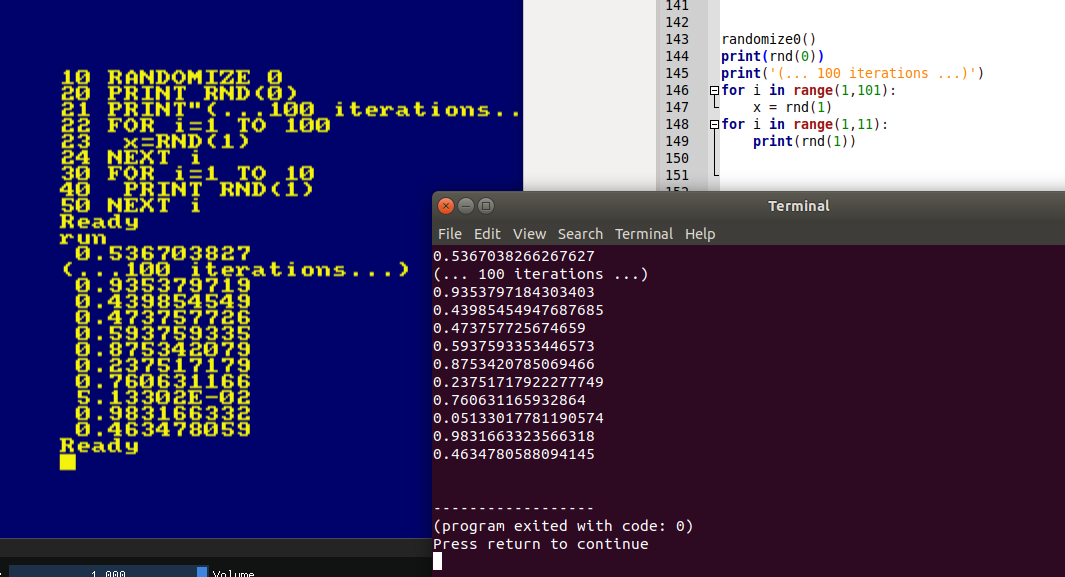 10 RANDOMIZE 0
20 PRINT RND(0)
21 PRINT"(...100 iterations..
22 FOR i=1 TO 100
23  x=RND(1)
24 NEXT i
30 FOR i=1 TO 10
40  PRINT RND(1)
50 NEXT i
Ready
run
0.536703827
(...100 iterations...)
0.935379719
0.439854549
0.473757726
0.593759335
0.875342079
0.237517179
0.760631166
5.13302E-02
0.983166332
0.463478059
Ready
1.000 Volume
141
142
143 randomize0()
144 print(rnd(0))
145 print('(... 100 iterations ...)')
146 for i in range(1,101):
147     x = rnd(1)
148 for i in range(1,11):
149     print(rnd(1))
150
151
Terminal
File Edit View Search Terminal Help
0.5367038266267627
(... 100 iterations ...)
0.9353797184303403
0.43985454947687685
0.473757725674659
0.5937593353446573
0.8753420785069466
0.23751717922277749
0.760631165932864
0.05133017781190574
0.9831663323566318
0.4634780588094145
------------------
(program exited with code: 0)
Press return to continue